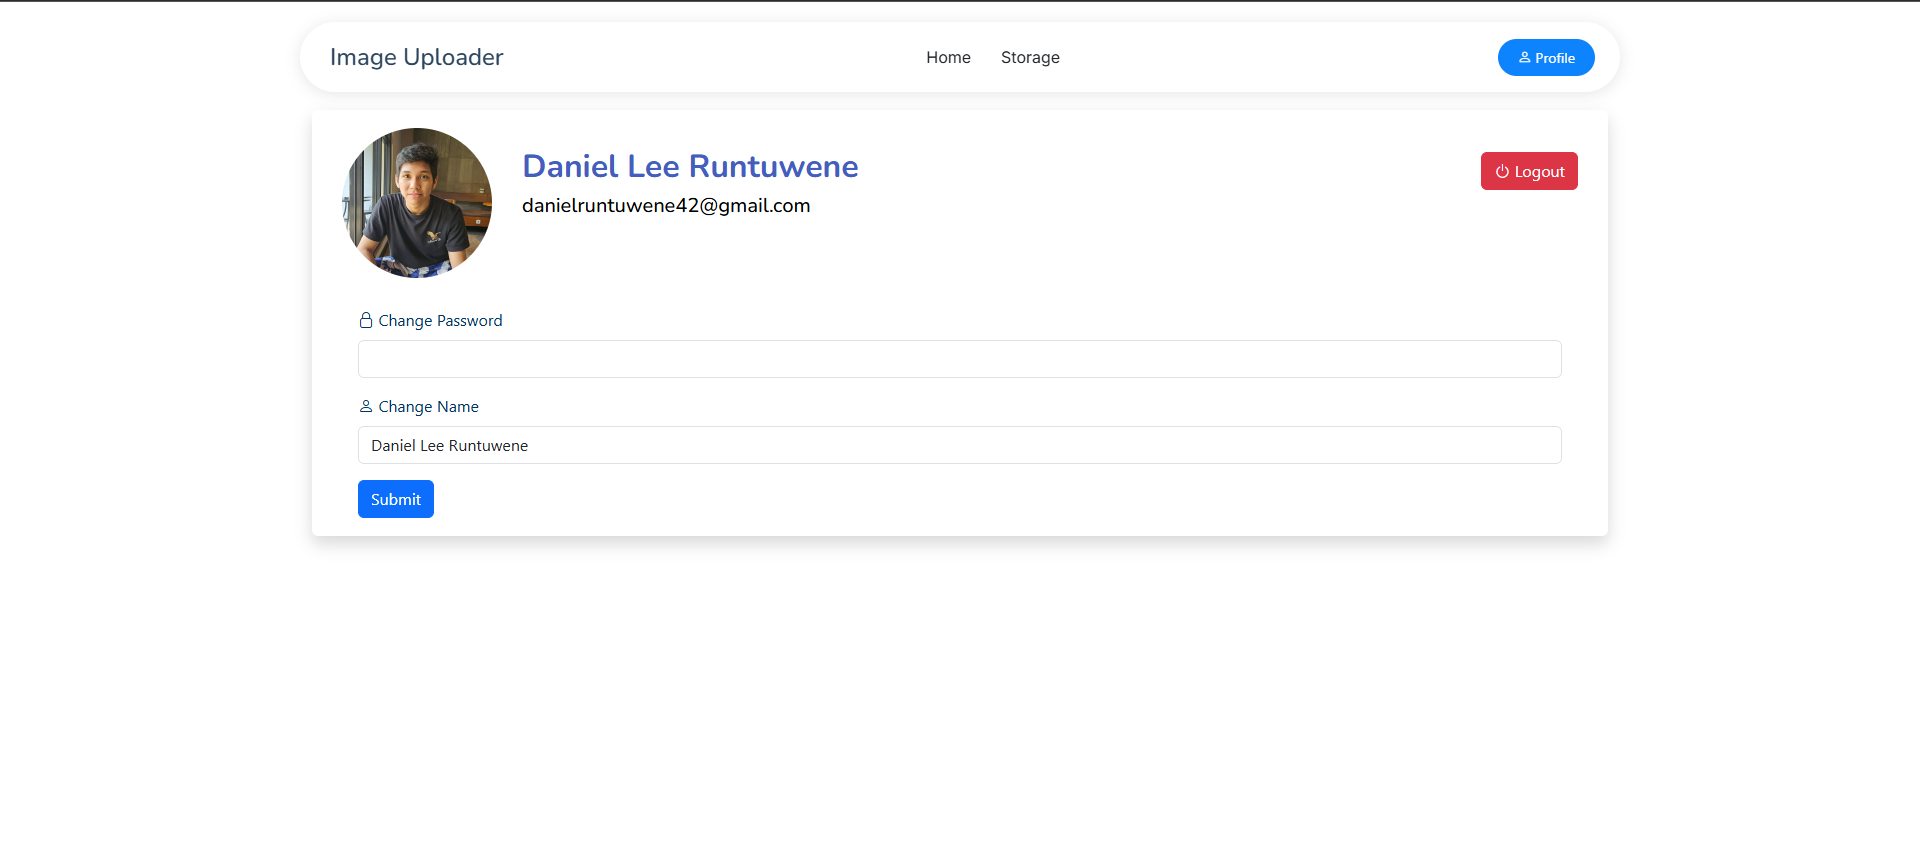 Image Uploader
Home
Storage
Profile
Daniel Lee Runtuwene
Logout
danielruntuwene42@gmail.com
Change Password
Change Name
Daniel Lee Runtuwene
Submit